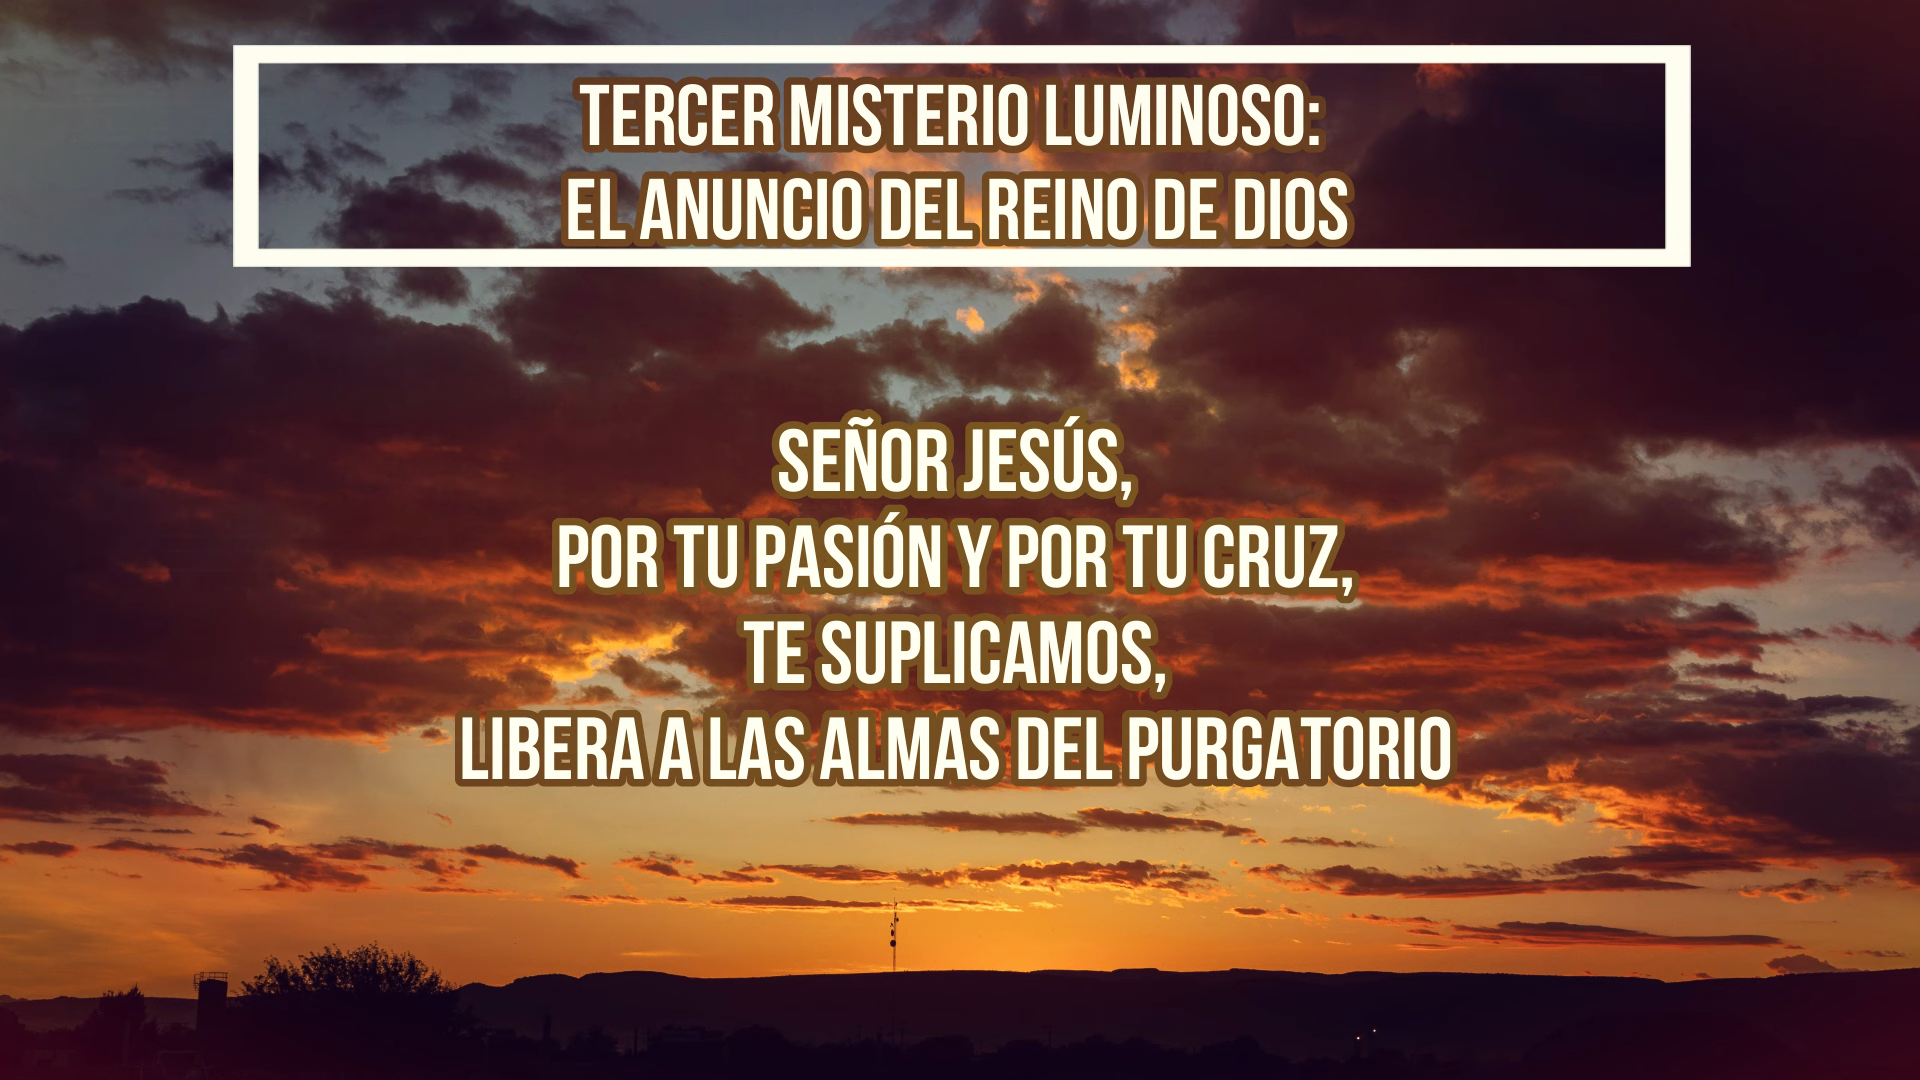 TERCER MISTERIO LUMINOSO:
EL ANUNCIO DEL REINO DE DIOS
SEÑOR JESÚS,
POR TU PASIÓN Y POR TU CRUZ,
TE SUPLICAMOS,
LIBERA A LAS ALMAS DEL PURGATORIO